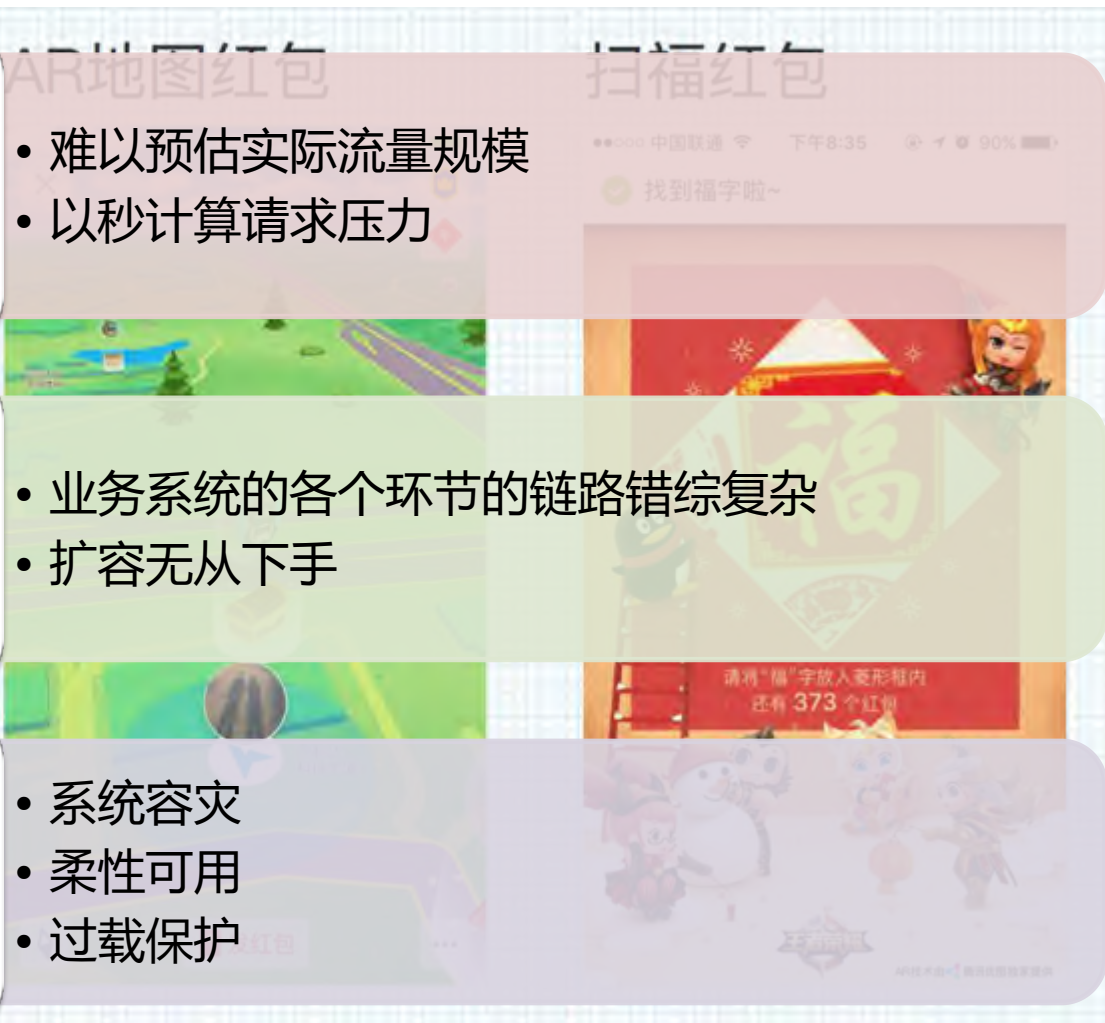 AR地图红包
扫福红包
• 难以预估实际流量规模
• 以秒计算请求压力
中国联通 下午8:35 90%
找到福字啦~
• 业务系统的各个环节的链路错综复杂
• 扩容无从下手
福
请将“福”字放入菱形框内
还有 373 个红包
• 系统容灾
• 柔性可用
• 过载保护
发红包